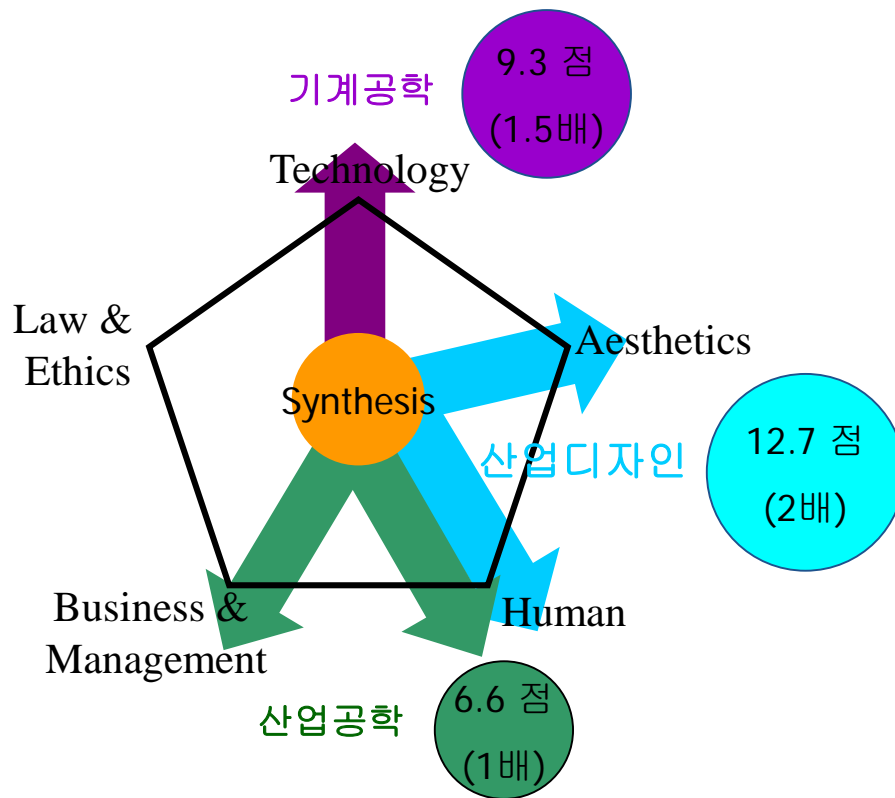 9.3 점
(1.5배)
기계공학
Technology
Law &
Ethics
Aesthetics
Synthesis
산업디자인
12.7 점
(2배)
Business &
Management
Human
산업공학
6.6 점
(1배)